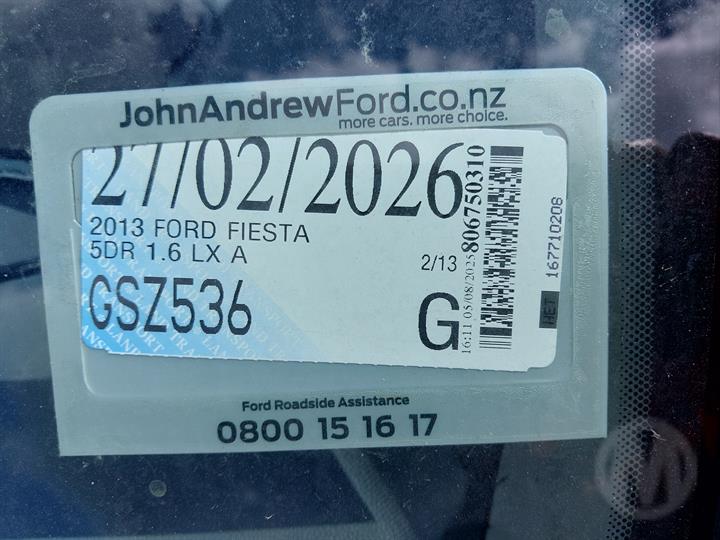 JohnAndrewFord.co.nz
more cars. more choice.
27/02/2026
2013 FORD FIESTA
5DR 1.6 LX A
2/13
GSZ536
G
16:11 05/08/2025 806750310
HET
167710208
Ford Roadside Assistance
0800 15 16 17